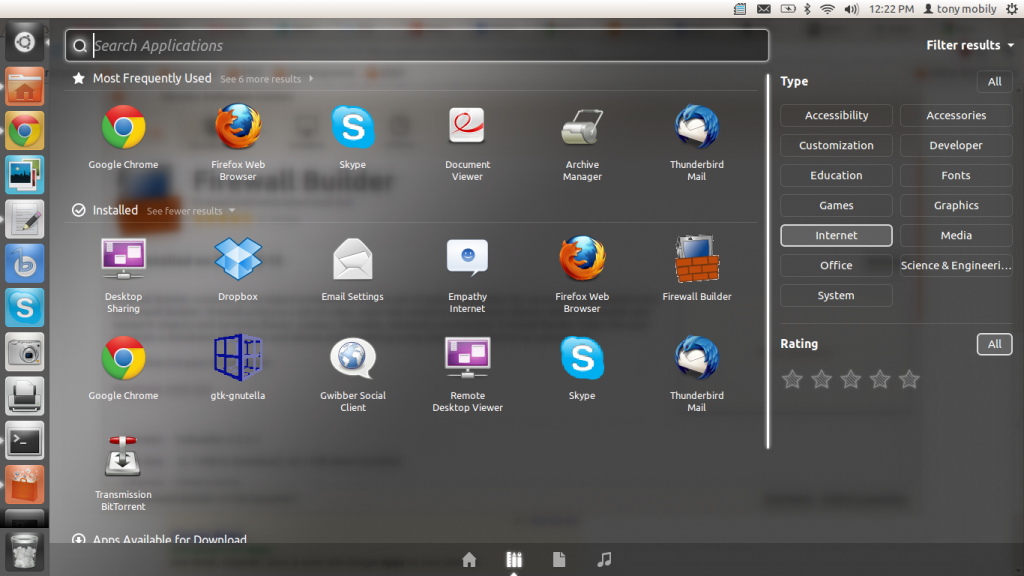 12:22 PM tony mobily
Search Applications
Filter results
Most Frequently Used See 6 more results
Google Chrome
Firefox Web
Browser
Skype
Document
Viewer
Archive
Manager
Thunderbird
Mail
Firewall Builder
Installed See fewer results
Desktop
Sharing
Dropbox
Email Settings
Empathy
Internet
Firefox Web
Browser
Firewall Builder
Google Chrome
gtk-gnutella
Gwibber Social
Client
Remote
Desktop Viewer
Skype
Thunderbird
Mail
Transmission
BitTorrent
Apps Available for Download
Type All
Accessibility Accessories
Customization Developer
Education Fonts
Games Graphics
Internet Media
Office Science & Engineeri...
System
Rating All